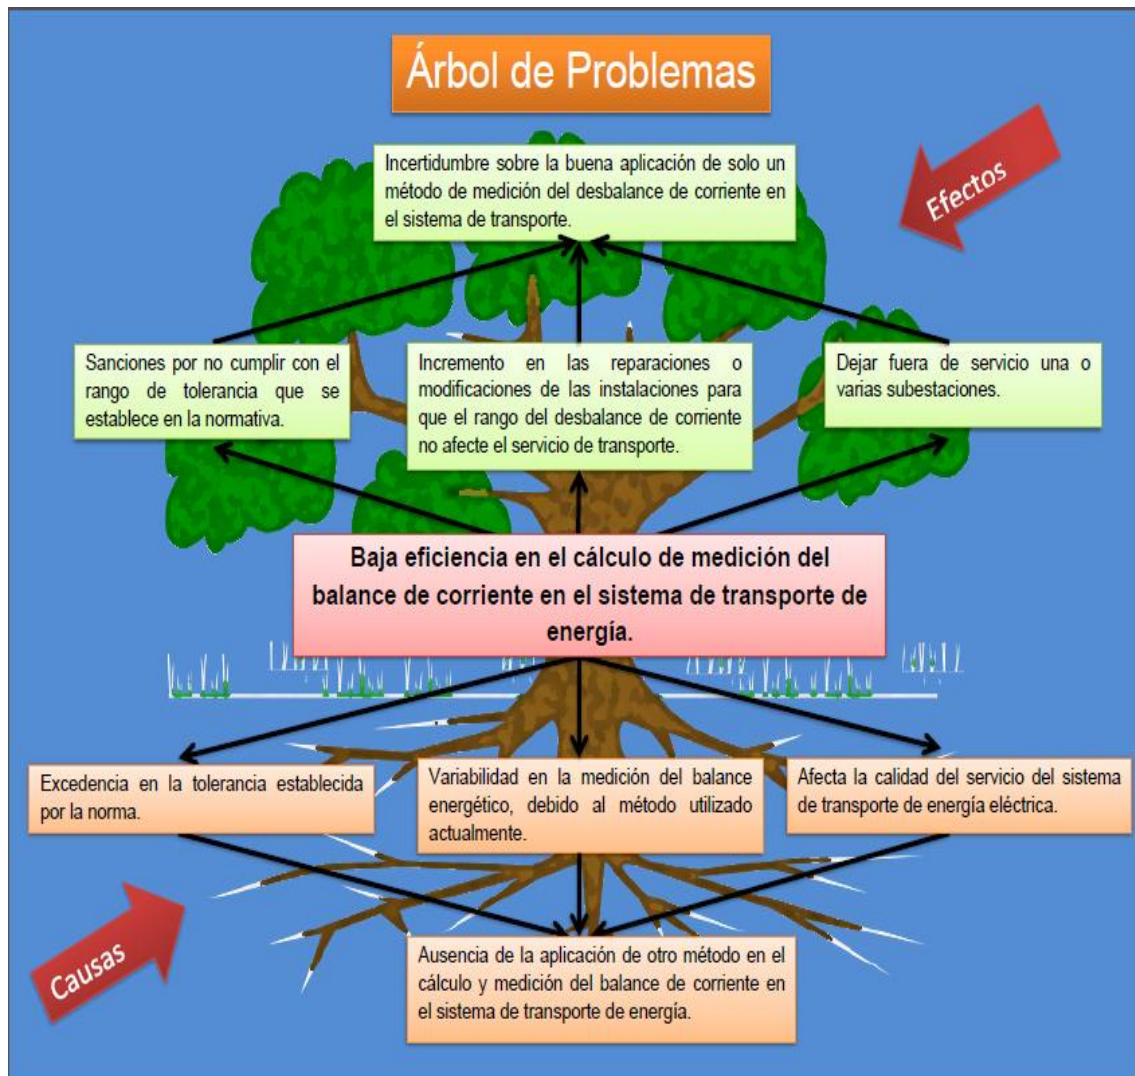 Árbol de Problemas
Incertidumbre sobre la buena aplicación de solo un
método de medición del desbalance de corriente en
el sistema de transporte.
Efectos
Sanciones por no cumplir con el
rango de tolerancia que se
establece en la normativa.
Incremento en las reparaciones o
modificaciones de las instalaciones para
que el rango del desbalance de corriente
no afecte el servicio de transporte.
Dejar fuera de servicio una o
varias subestaciones.
Baja eficiencia en el cálculo de medición del
balance de corriente en el sistema de transporte de
energía.
Excedencia en la tolerancia establecida
por la norma.
Variabilidad en la medición del balance
energético, debido al método utilizado
actualmente.
Afecta la calidad del servicio del sistema
de transporte de energía eléctrica.
Causas
Ausencia de la aplicación de otro método en el
cálculo y medición del balance de corriente en
el sistema de transporte de energía.